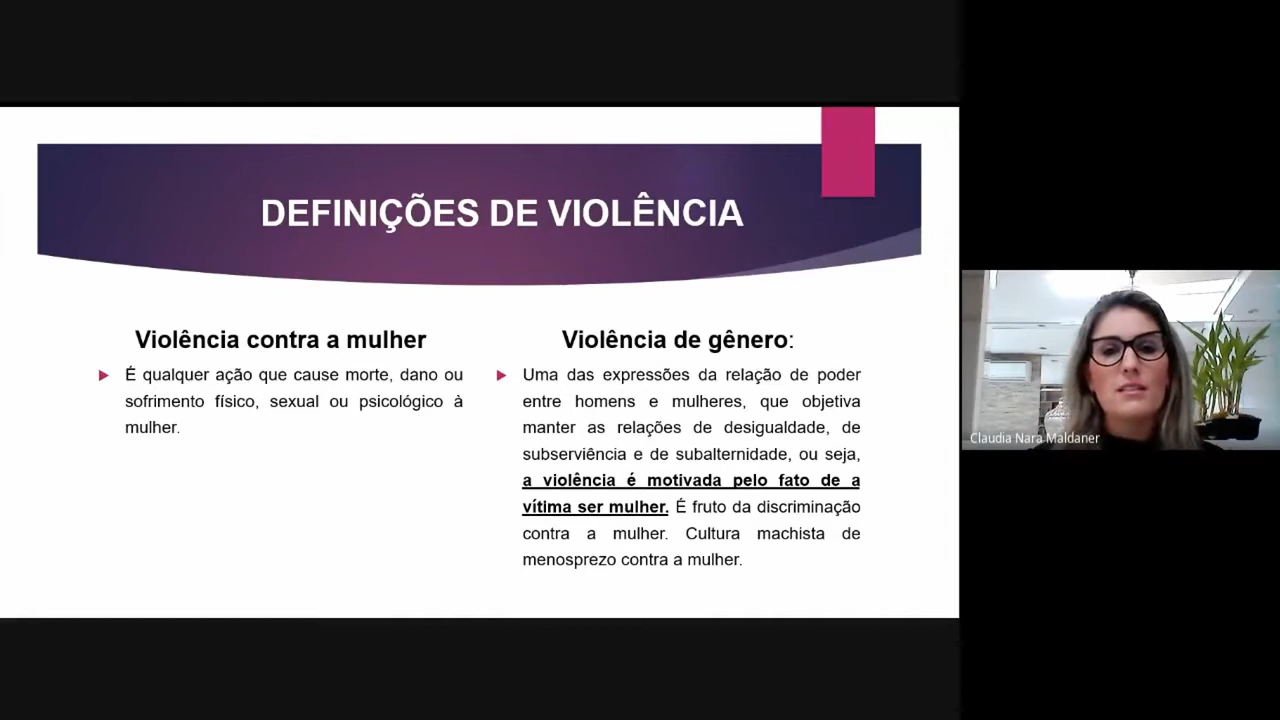 DEFINIÇÕES DE VIOLÊNCIA
Violência contra a mulher
É qualquer ação que cause morte, dano ou
sofrimento físico, sexual ou psicológico à
mulher.
Violência de gênero:
Uma das expressões da relação de poder
entre homens e mulheres, que objetiva
manter as relações de desigualdade, de
subserviência e de subalternidade, ou seja,
a violência é motivada pelo fato de a
vítima ser mulher. É fruto da discriminação
contra a mulher. Cultura machista de
menosprezo contra a mulher.
Claudia Nara Maldaner